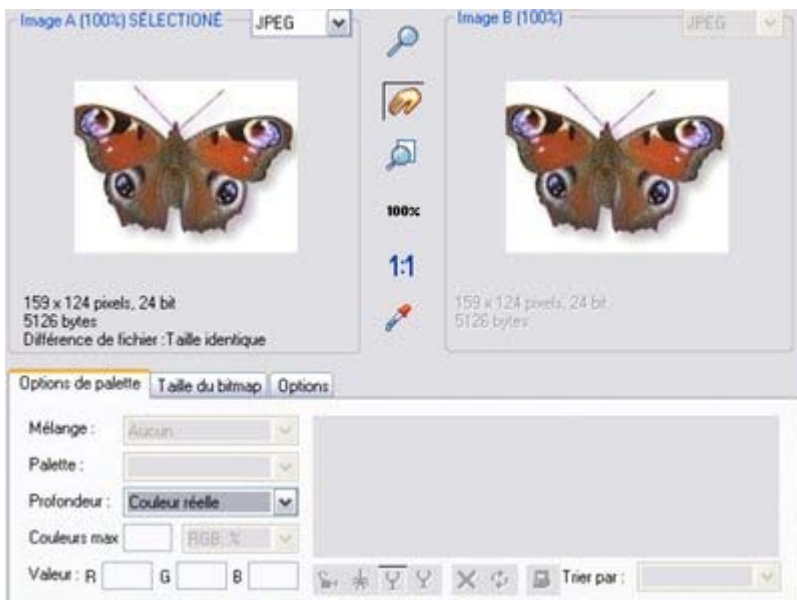 Image A (100%) SÉLECTIONÉ
JPEG
Image B (100%)
JPEG
100%
1:1
159 x 124 pixels, 24 bit
5126 bytes
Différence de fichier :Taille identique
159 x 124 pixels, 24 bit
5126 bytes
Options de palette
Taille du bitmap
Options
Mélange :
Aucun
Palette :
Profondeur :
Couleur réelle
Couleurs max
RGB %
Valeur : R
G
B
Trier par :